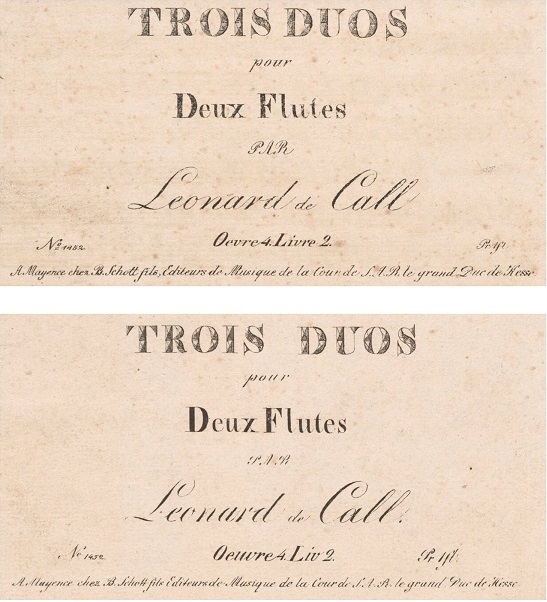 TROIS DUOS
pour
Deux Flutes
PAR
Leonard de Call
Oevre 4. Livre 2.
No 1452 Pr. 1fl.
A Mayence chez B. Schott fils, Editeurs de Musique de la Cour de S. A. R. le grand Duc de Hesse.
TROIS DUOS
pour
Deux Flutes
PAR
Leonard de Call.
Oeuvre 4. Liv 2.
No 1452 Pr. 1fl.
A Mayence chez B. Schott fils Editeurs de Musique de la Cour de S. A. R. le grand Duc de Hesse.